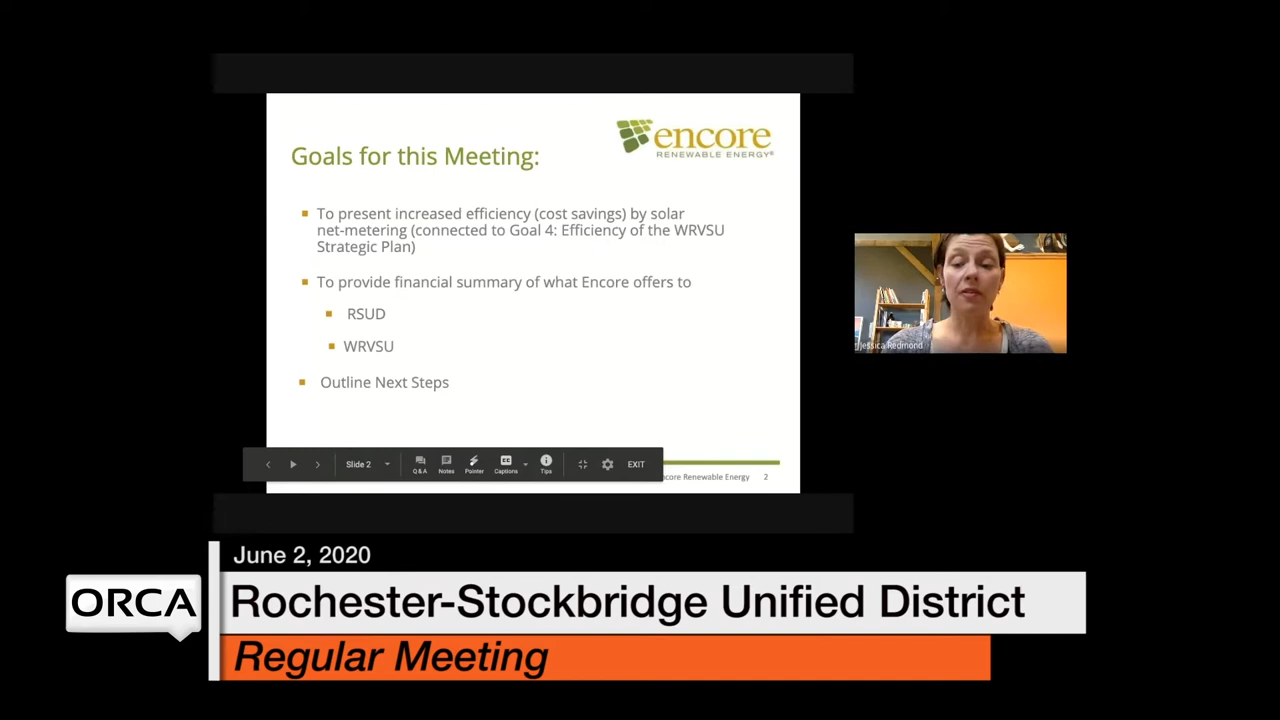 encore
RENEWABLE ENERGY®
Goals for this Meeting:
To present increased efficiency (cost savings) by solar
net-metering (connected to Goal 4: Efficiency of the WRVSU
Strategic Plan)
To provide financial summary of what Encore offers to
RSUD
WRVSU
Outline Next Steps
Slide 2
Q&A
Notes
Pointer
CC
Captions
Tips
EXIT
ncore Renewable Energy 2
Jessica Redmond
June 2, 2020
ORCA
Rochester-Stockbridge Unified District
Regular Meeting